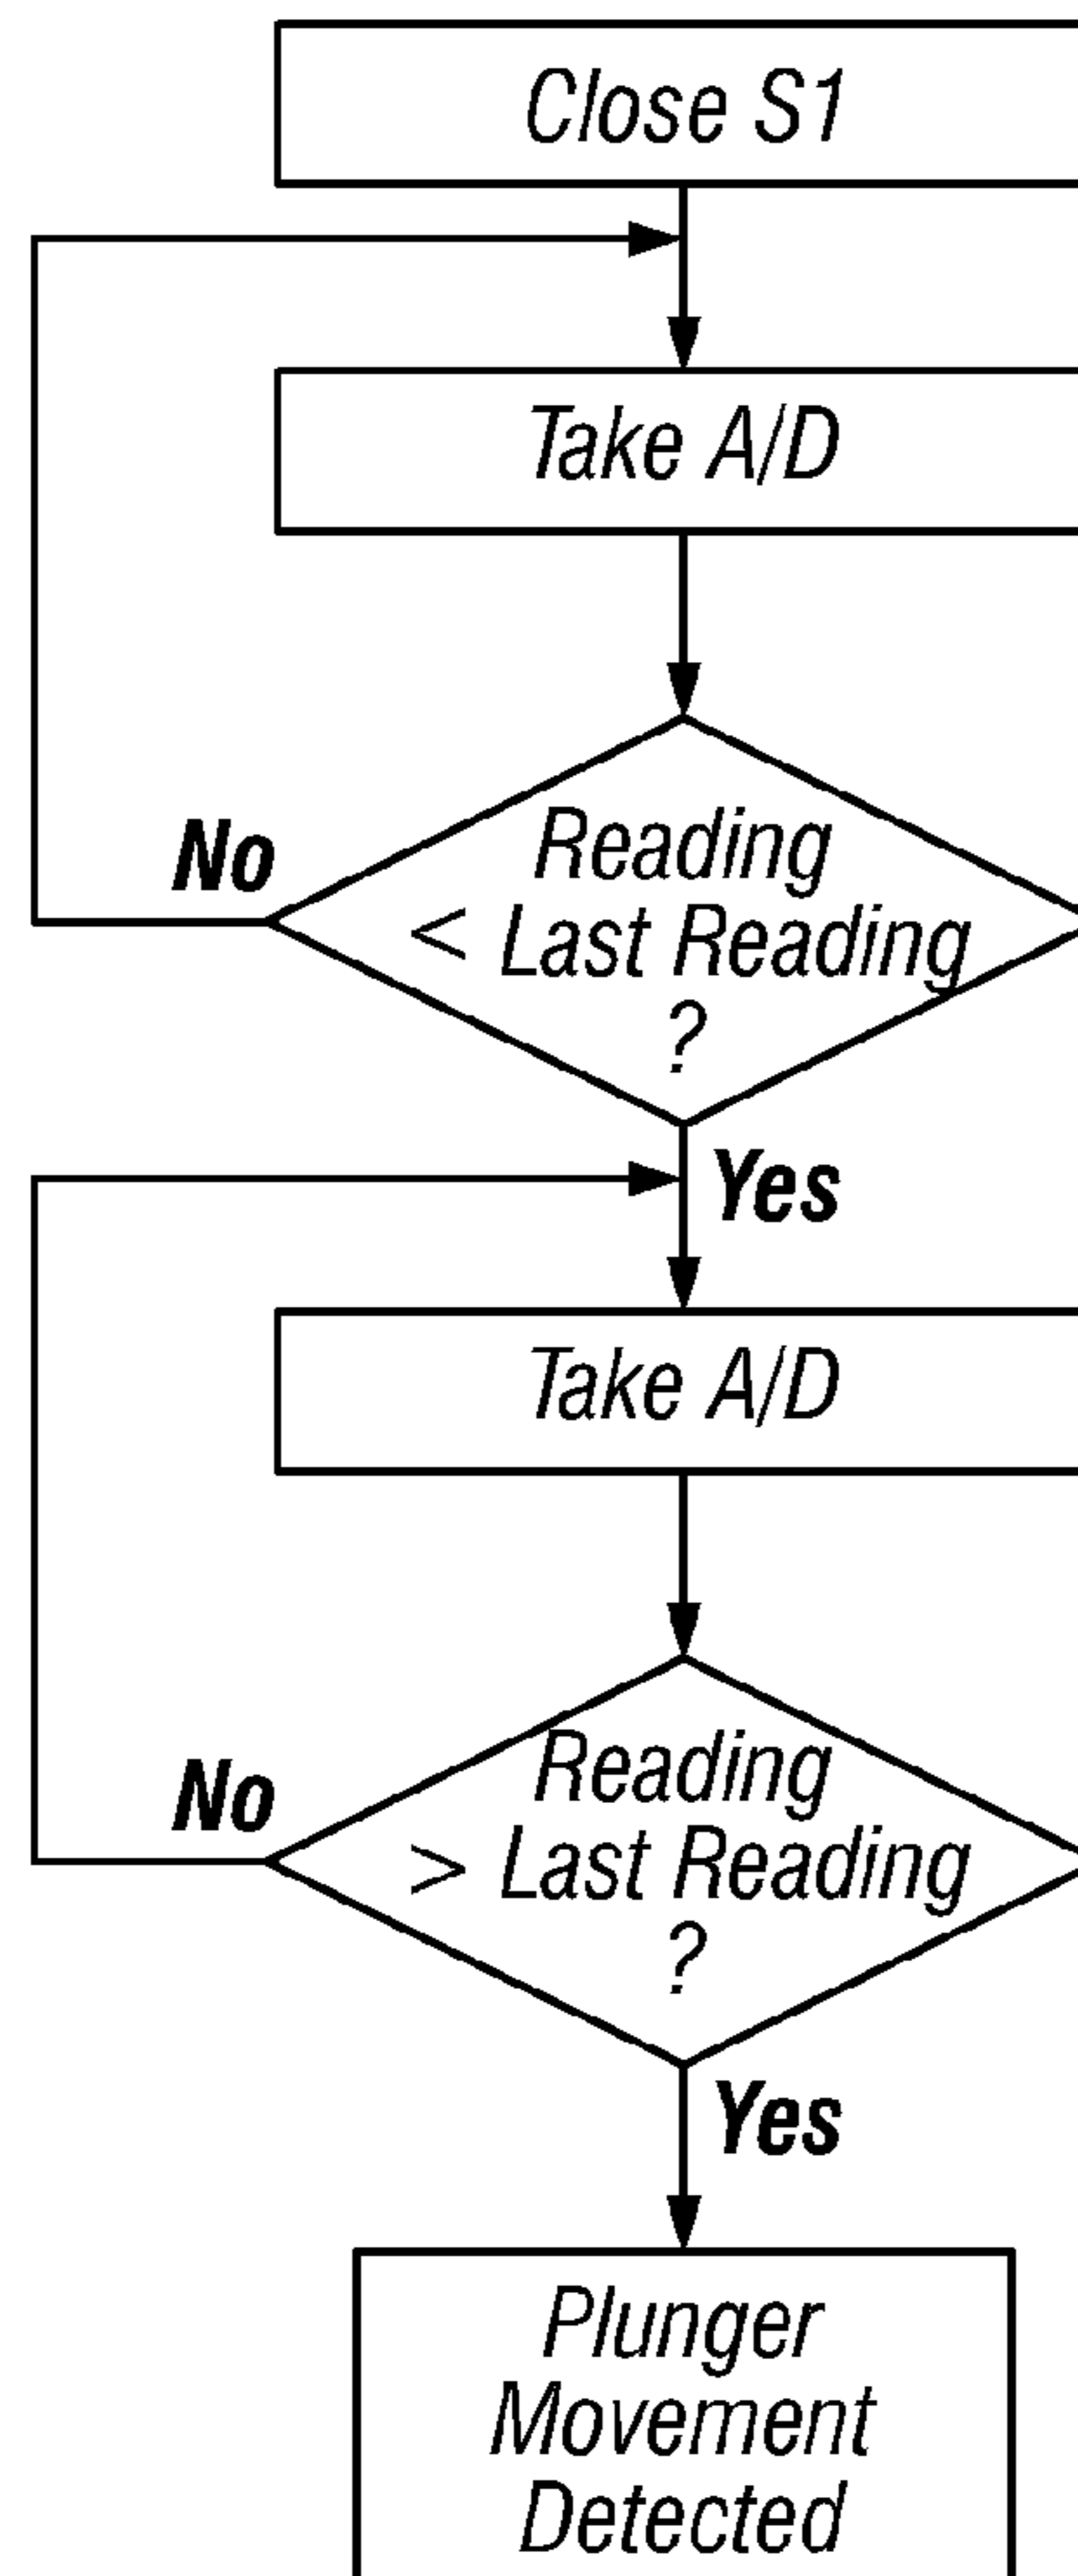 Close S1
Take A/D
Reading
< Last Reading
?
No
Yes
Take A/D
Reading
> Last Reading
?
No
Yes
Plunger
Movement
Detected